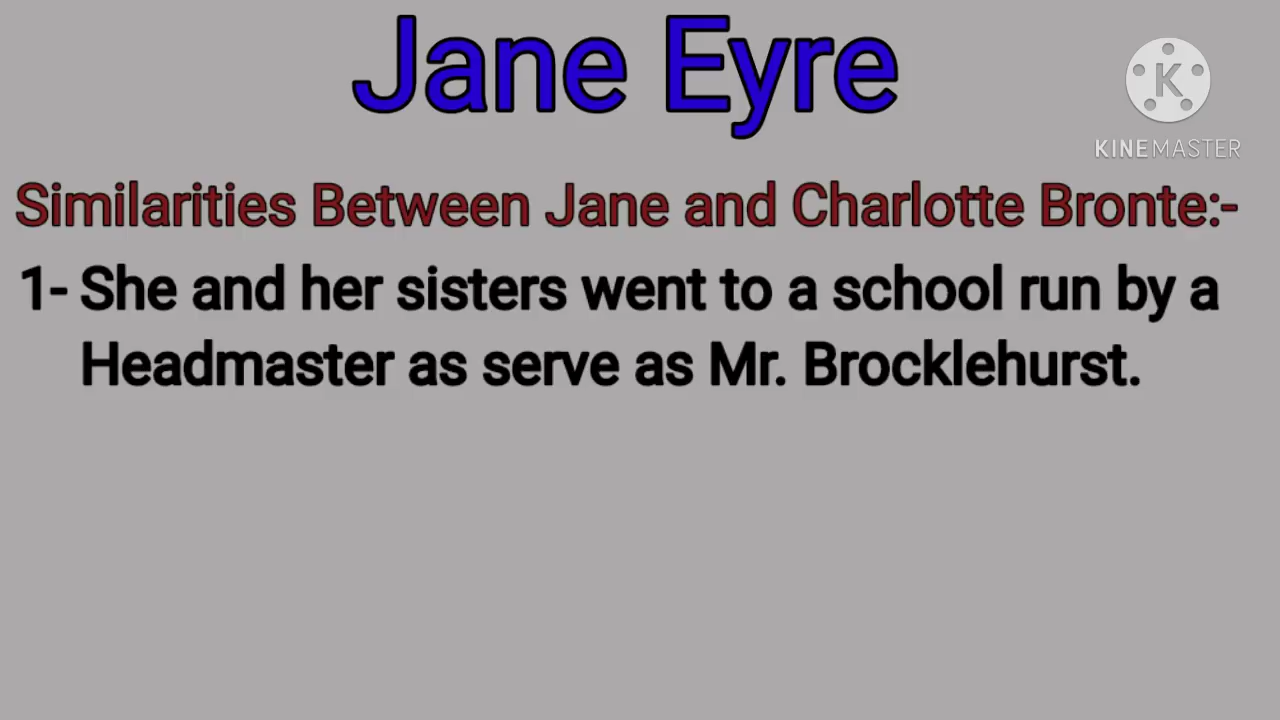 Jane Eyre
KINEMASTER
Similarities Between Jane and Charlotte Bronte:-
1- She and her sisters went to a school run by a
Headmaster as serve as Mr. Brocklehurst.